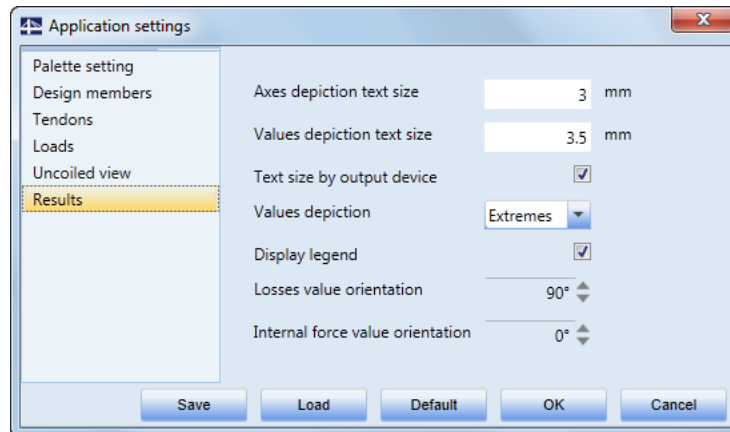 Application settings
Palette setting
Design members
Tendons
Loads
Uncoiled view
Results
Axes depiction text size 3 mm
Values depiction text size 3.5 mm
Text size by output device
Values depiction Extremes
Display legend
Losses value orientation 90°
Internal force value orientation 0°
Save Load Default OK Cancel